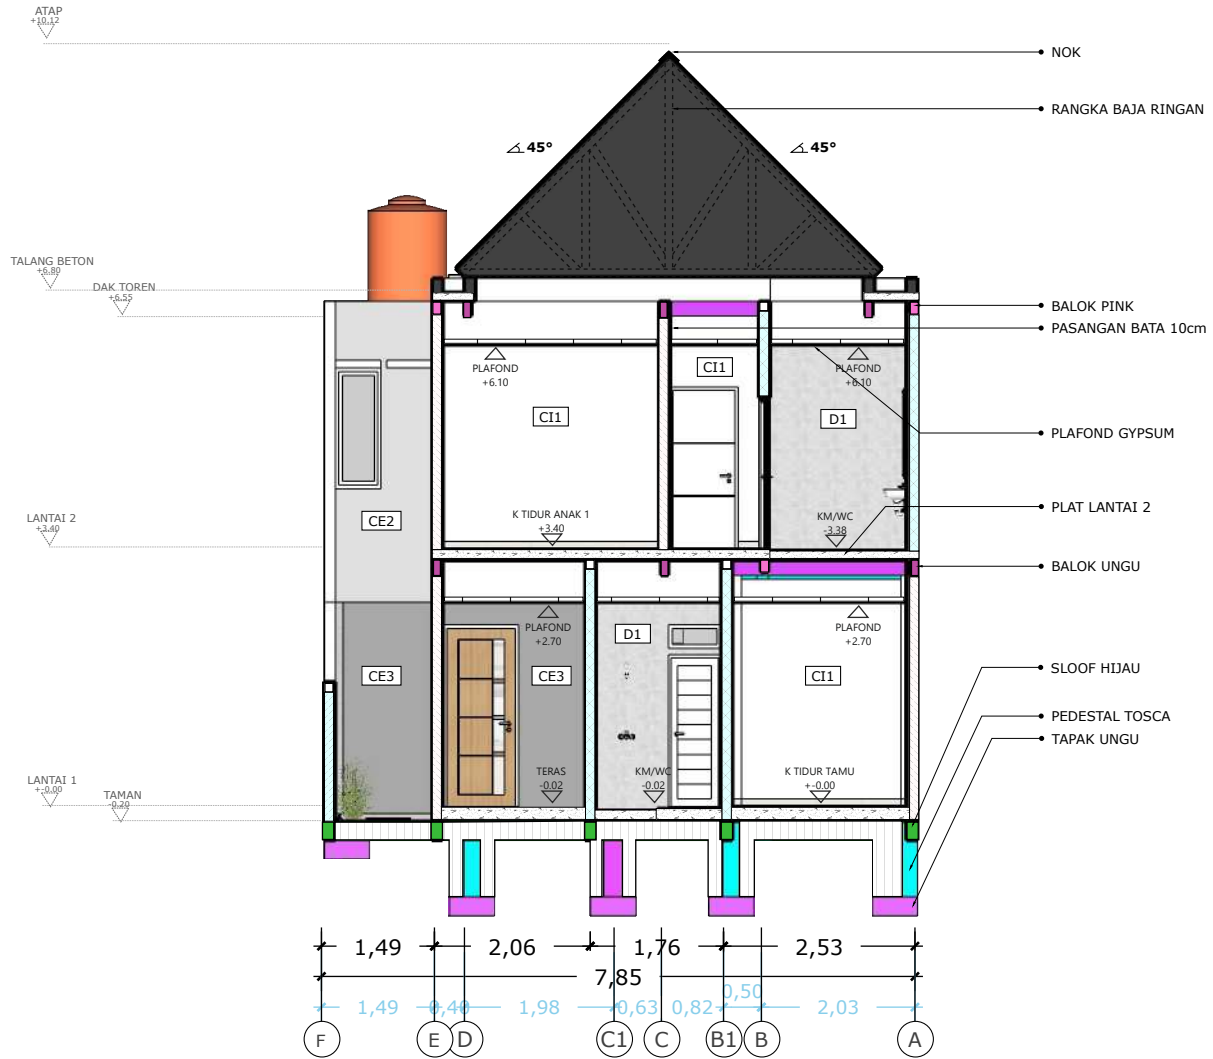 ATAP
+10.12
NOK
RANGKA BAJA RINGAN
45°
45°
TALANG BETON
+6.80
DAK TOREN
+6.55
BALOK PINK
PASANGAN BATA 10cm
PLAFOND
+6.10
CI1
PLAFOND
+6.10
CI1
D1
PLAFOND GYPSUM
K TIDUR ANAK 1
+3.40
KM/WC
-3.38
PLAT LANTAI 2
LANTAI 2
+3.40
CE2
BALOK UNGU
PLAFOND
+2.70
D1
PLAFOND
+2.70
CE3
CE3
CI1
SLOOF HIJAU
PEDESTAL TOSCA
TAPAK UNGU
TERAS
-0.02
KM/WC
-0.02
K TIDUR TAMU
+-0.00
LANTAI 1
+-0.00
TAMAN
-0.20
1,49 2,06 1,76 2,53
7,85
1,49 0,40 1,98 0,63 0,82 0,50 2,03
F E D C1 C B1 B A